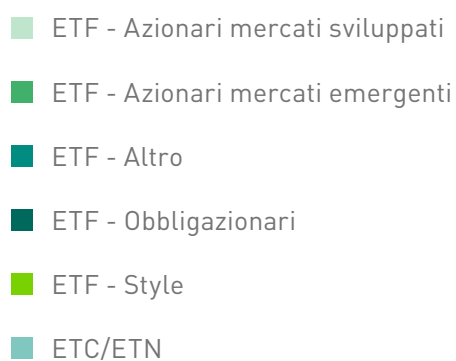 ETF - Azionari mercati sviluppati
ETF - Azionari mercati emergenti
ETF - Altro
ETF - Obbligazionari
ETF - Style
ETC/ETN